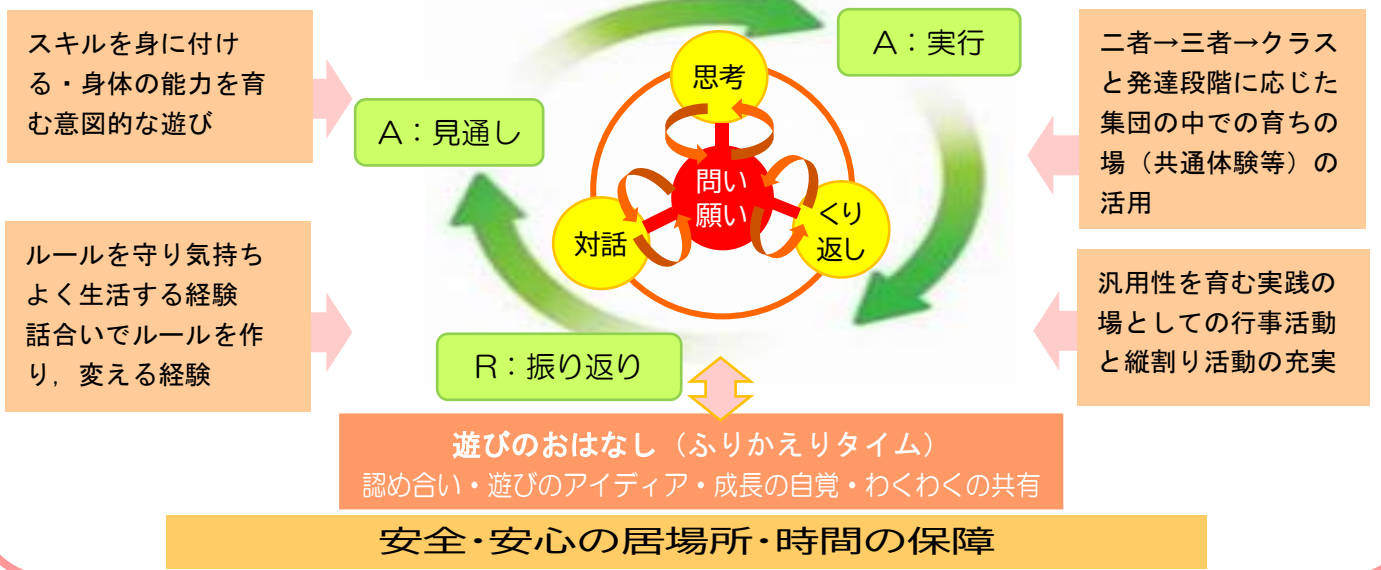 スキルを身に付け
る・身体の能力を育
む意図的な遊び
ルールを守り気持ち
よく生活する経験
話合いでルールを作
り，変える経験
A：見通し
A：実行
R：振り返り
思考
問い
願い
対話
くり
返し
二者→三者→クラス
と発達段階に応じた
集団の中での育ちの
場（共通体験等）の
活用
汎用性を育む実践の
場としての行事活動
と縦割り活動の充実
遊びのおはなし（ふりかえりタイム）
認め合い・遊びのアイディア・成長の自覚・わくわくの共有
安全・安心の居場所・時間の保障